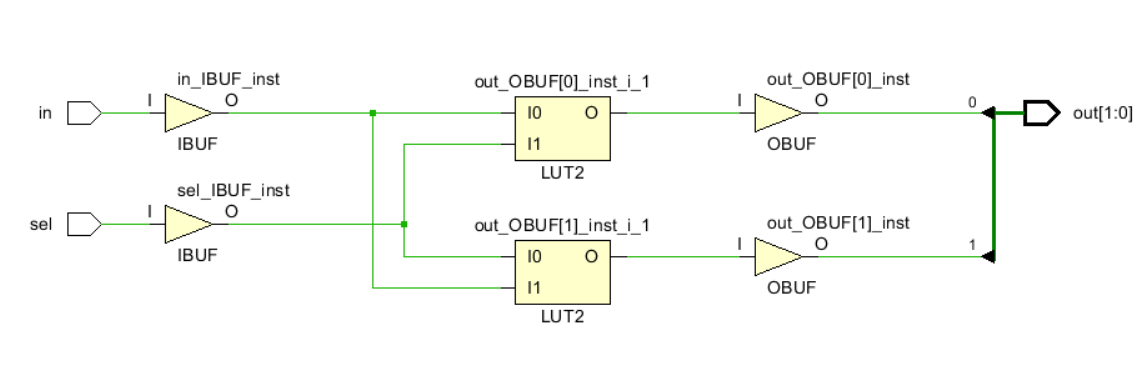 in_IBUF_inst
out_OBUF[0]_inst_i_1
out_OBUF[0]_inst
in
I
O
I0
O
I
O
0
out[1:0]
IBUF
I1
OBUF
LUT2
sel_IBUF_inst
sel
I
O
out_OBUF[1]_inst_i_1
out_OBUF[1]_inst
IBUF
I0
O
I
O
1
I1
OBUF
LUT2